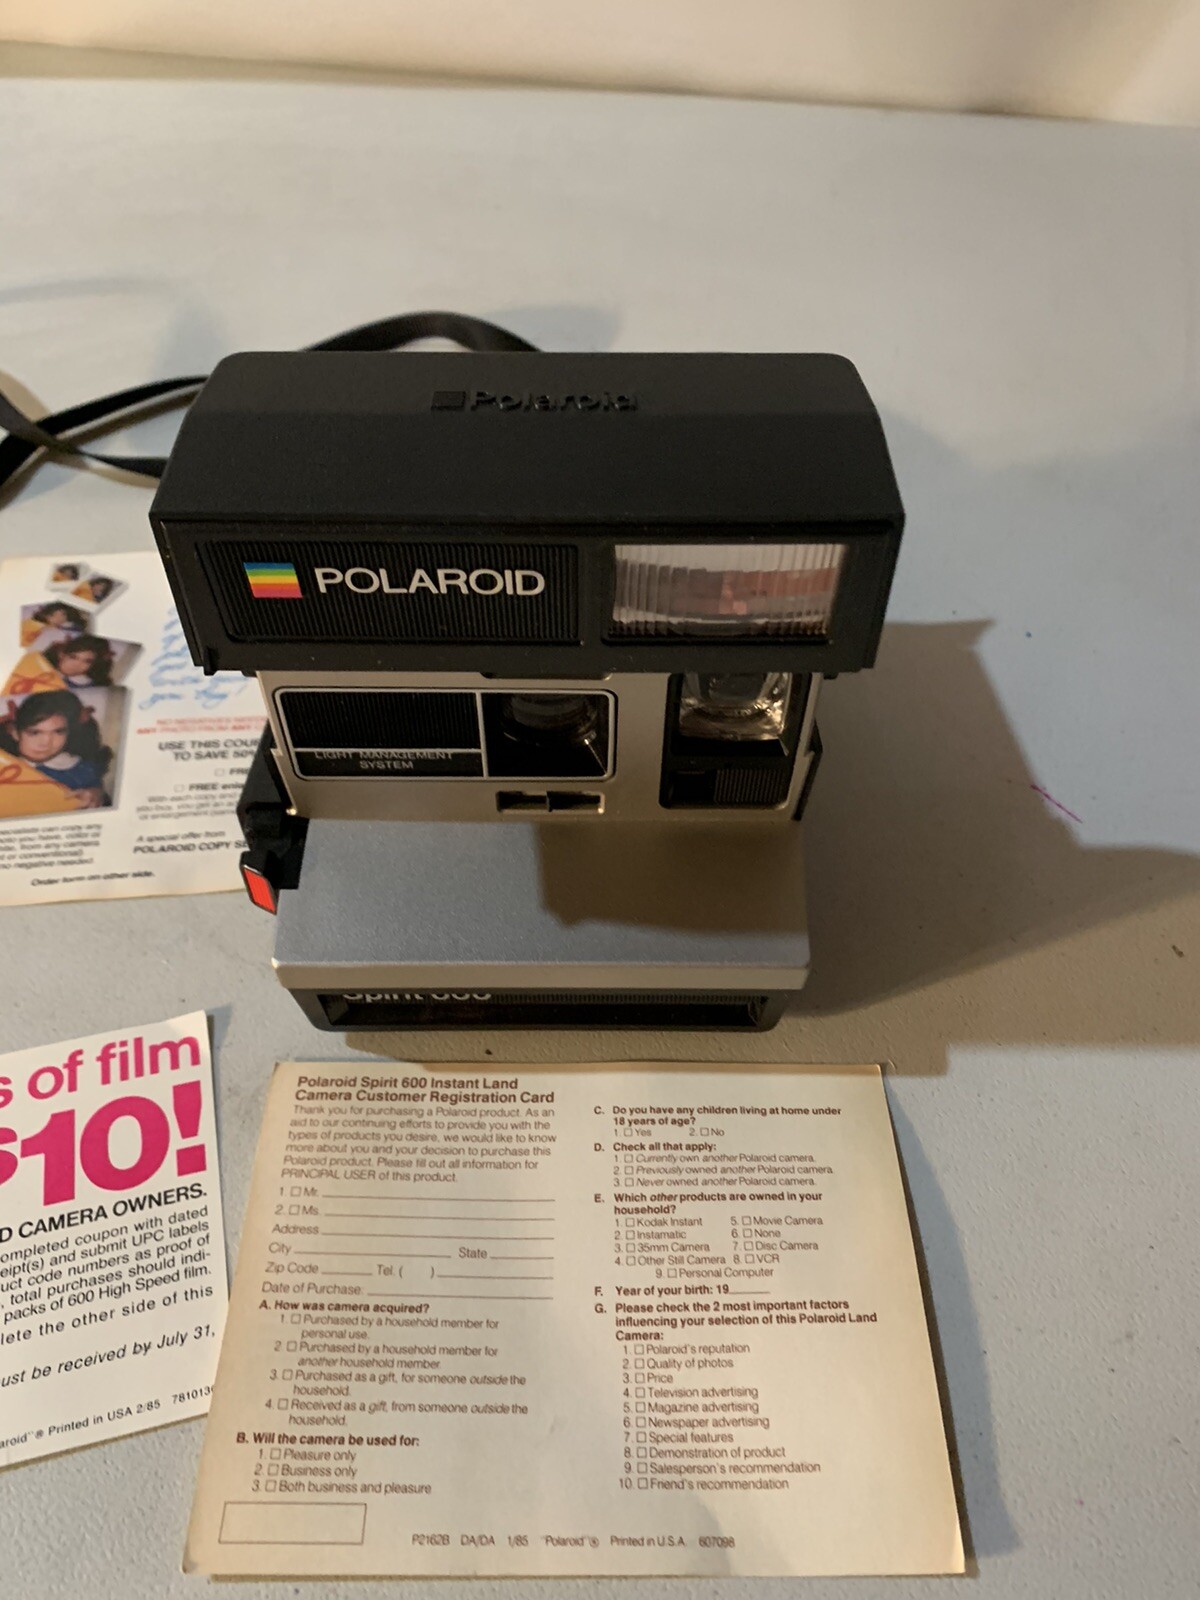 Polaroid
POLAROID
LIGHT MANAGEMENT
SYSTEM
Spirit 600
USE THIS
TO SAVE 50%
FREE
A special offer from
POLAROID COPY
Order form on other side.
of film
$10!
CAMERA OWNERS.
completed coupon with dated
and submit UPC labels
code numbers as proof of
total purchases should indi-
packs of 600 High Speed film.
the other side of this
must be received by July 31,
® Printed in USA 2/85
Polaroid Spirit 600 Instant Land
Camera Customer Registration Card
Thank you for purchasing a Polaroid product. As an
aid to our continuing efforts to provide you with the
types of products you desire, we would like to know
more about you and your decision to purchase this
Polaroid product. Please fill out all information for
PRINCIPAL USER of this product.
1. Mr.
2. Ms.
Address
City State
Zip Code Tel. ( )
Date of Purchase:
A. How was camera acquired?
1. Purchased by a household member for
personal use.
2. Purchased by a household member for
another household member.
3. Purchased as a gift, for someone outside the
household.
4. Received as a gift, from someone outside the
household.
B. Will the camera be used for:
1. Pleasure only
2. Business only
3. Both business and pleasure
C. Do you have any children living at home under
18 years of age?
1. Yes 2. No
D. Check all that apply:
1. Currently own another Polaroid camera.
2. Previously owned another Polaroid camera.
3. Never owned another Polaroid camera.
E. Which other products are owned in your
household?
1. Kodak Instant 5. Movie Camera
2. Instamatic 6. None
3. 35mm Camera 7. Disc Camera
4. Other Still Camera 8. VCR
9. Personal Computer
F. Year of your birth: 19
G. Please check the 2 most important factors
influencing your selection of this Polaroid Land
Camera:
1. Polaroid's reputation
2. Quality of photos
3. Price
4. Television advertising
5. Magazine advertising
6. Newspaper advertising
7. Special features
8. Demonstration of product
9. Salesperson's recommendation
10. Friend's recommendation
P2162B DA/DA 1/85 "Polaroid"® Printed in U.S.A. 607098